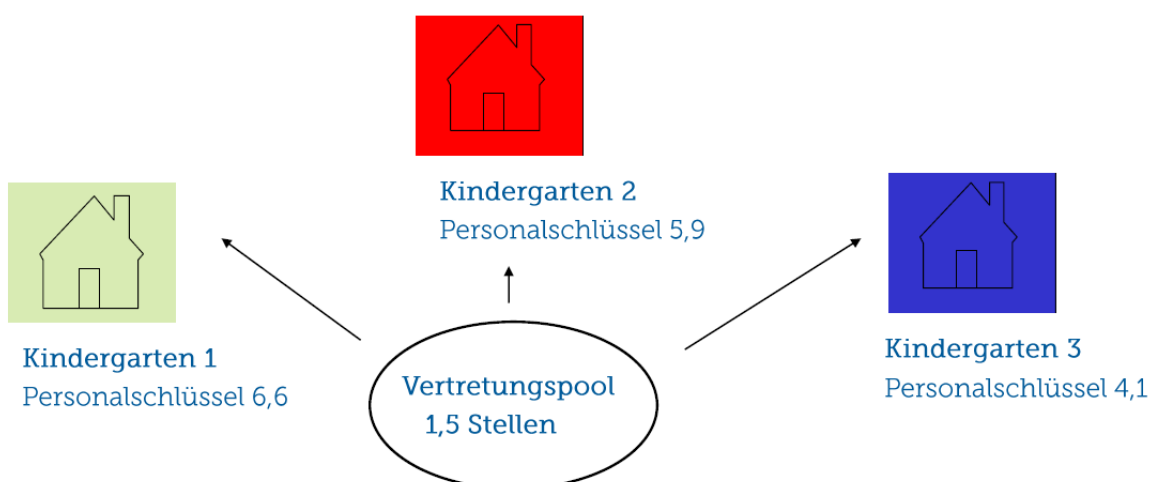 Kindergarten 2
Personalschlüssel 5,9
Kindergarten 1
Personalschlüssel 6,6
Vertretungspool
1,5 Stellen
Kindergarten 3
Personalschlüssel 4,1